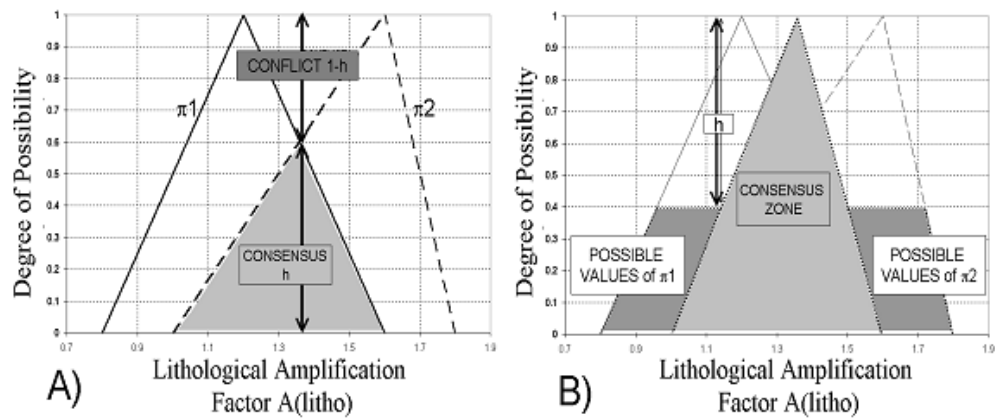 1
0.9
0.8
0.7
0.6
0.5
0.4
0.3
0.2
0.1
0
Degree of Possibility
CONFLICT 1-h
π1
π2
CONSENSUS
h
0.7
0.9
1.1
1.3
1.5
1.7
1.9
Lithological Amplification
Factor A(litho)
A)
1
0.9
0.8
0.7
0.6
0.5
0.4
0.3
0.2
0.1
0
Degree of Possibility
h
CONSENSUS
ZONE
POSSIBLE
VALUES of π1
POSSIBLE
VALUES of π2
0.7
0.9
1.1
1.3
1.5
1.7
1.9
Lithological Amplification
Factor A(litho)
B)